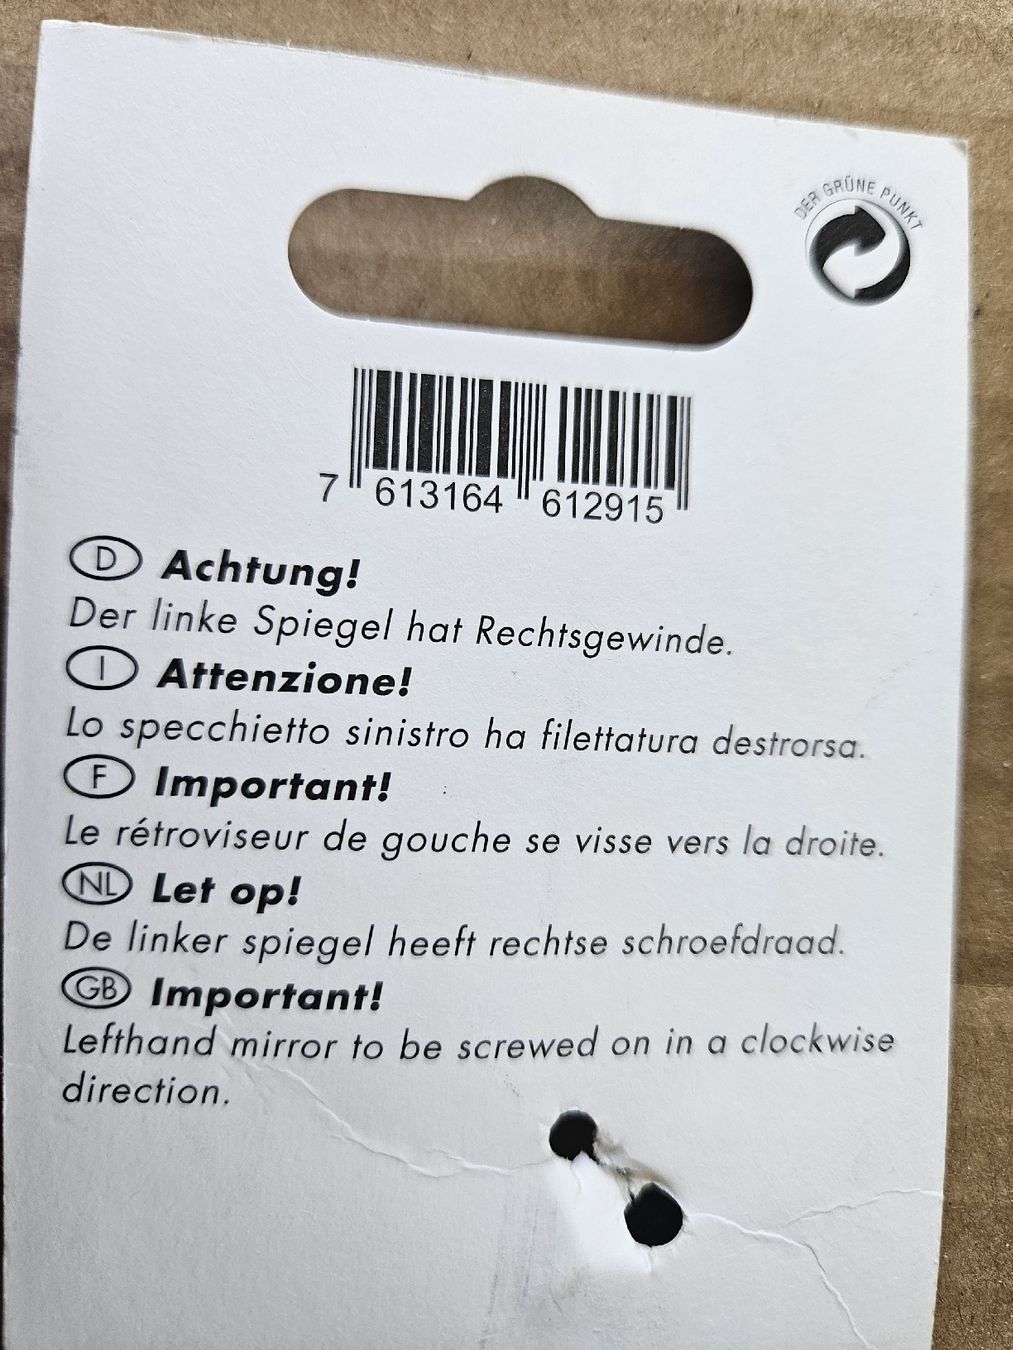 DER GRÜNE PUNKT
7 613164 612915
D Achtung!
Der linke Spiegel hat Rechtsgewinde.
I Attenzione!
Lo specchietto sinistro ha filettatura destrorsa.
F Important!
Le rétroviseur de gouche se visse vers la droite.
NL Let op!
De linker spiegel heeft rechtse schroefdraad.
GB Important!
Lefthand mirror to be screwed on in a clockwise
direction.